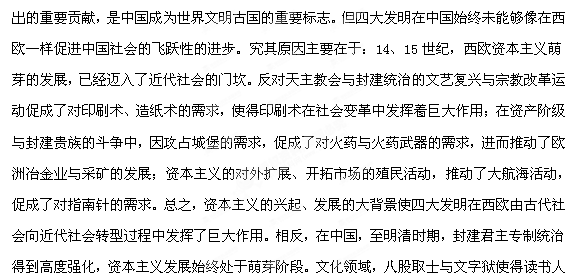 出的重要贡献，是中国成为世界文明古国的重要标志。但四大发明在中国始终未能够像在西
欧一样促进中国社会的飞跃性的进步。究其原因主要在于：14、15 世纪，西欧资本主义萌
芽的发展，已经迈入了近代社会的门坎。反对天主教会与封建统治的文艺复兴与宗教改革运
动促成了对印刷术、造纸术的需求，使得印刷术在社会变革中发挥着巨大作用；在资产阶级
与封建贵族的斗争中，因攻占城堡的需求，促成了对火药与火药武器的需求，进而推动了欧
洲冶金业与采矿的发展；资本主义的对外扩展、开拓市场的殖民活动，推动了大航海活动，
促成了对指南针的需求。总之，资本主义的兴起、发展的大背景使四大发明在西欧由古代社
会向近代社会转型过程中发挥了巨大作用。相反，在中国，至明清时期，封建君主专制统治
得到高度强化，资本主义发展始终处于萌芽阶段。文化领域，八股取士与文字狱使得读书人